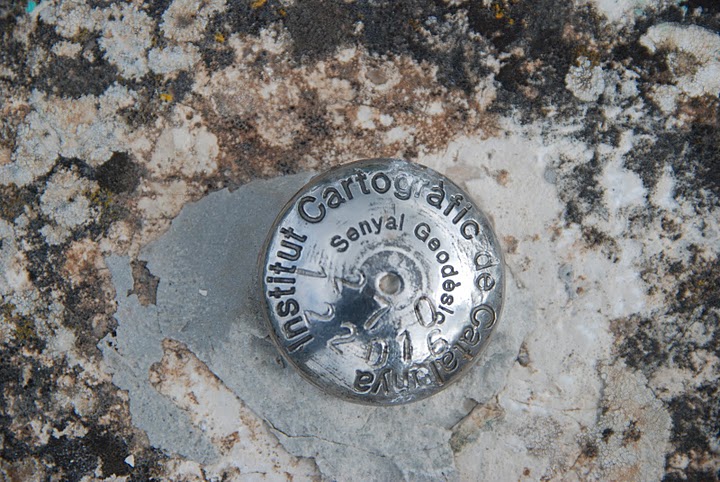 Institut Cartogràfic de Catalunya
Senyal Geodèsic